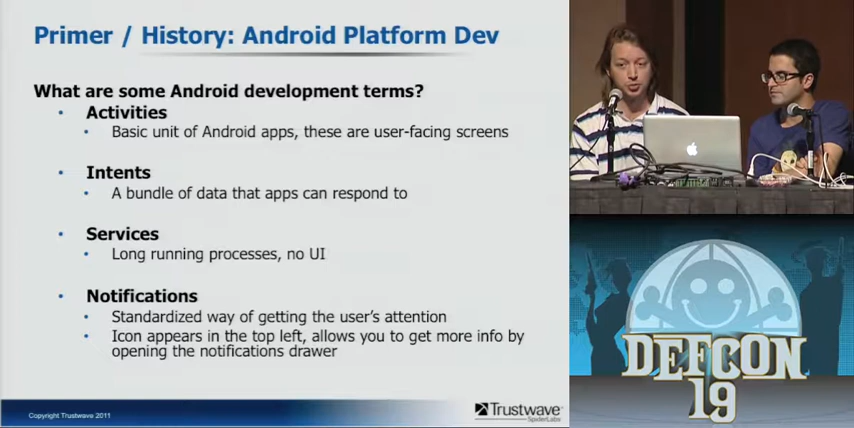 Primer / History: Android Platform Dev
What are some Android development terms?
• Activities
• Basic unit of Android apps, these are user-facing screens
• Intents
• A bundle of data that apps can respond to
• Services
• Long running processes, no UI
• Notifications
• Standardized way of getting the user's attention
• Icon appears in the top left, allows you to get more info by
opening the notifications drawer
Copyright Trustwave 2011
Trustwave
SpiderLabs
DEFCON
19